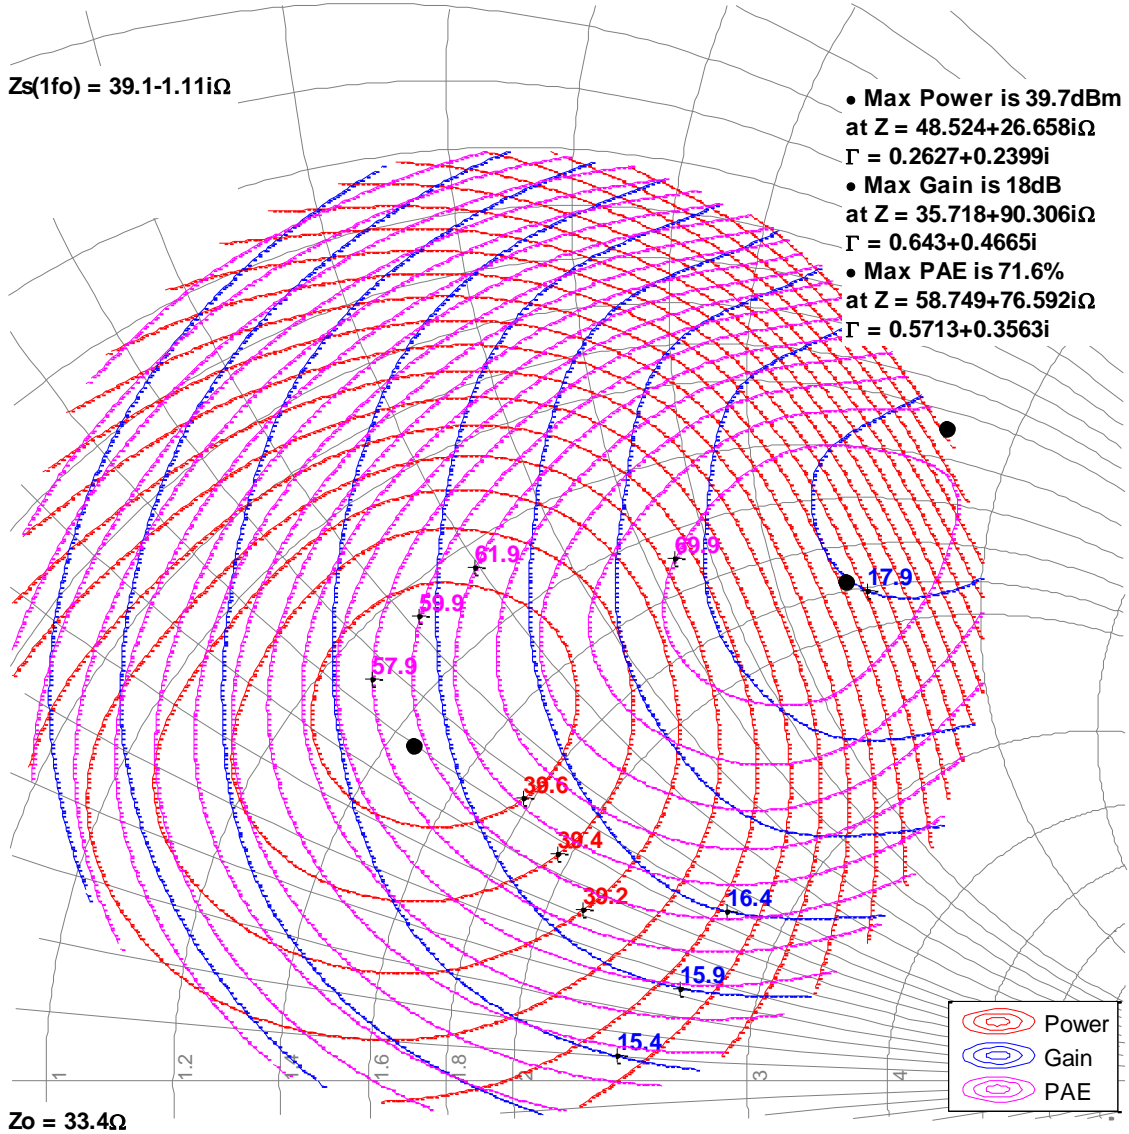 Zs(1fo) = 39.1-1.11iΩ
• Max Power is 39.7dBm
at Z = 48.524+26.658iΩ
Γ = 0.2627+0.2399i
• Max Gain is 18dB
at Z = 35.718+90.306iΩ
Γ = 0.643+0.4665i
• Max PAE is 71.6%
at Z = 58.749+76.592iΩ
Γ = 0.5713+0.3563i
61.9
69.9
17.9
59.9
57.9
39.6
39.4
39.2
16.4
15.9
15.4
1
1.2
1.4
1.6
1.8
2
3
4
Power
Gain
PAE
Zo = 33.4Ω